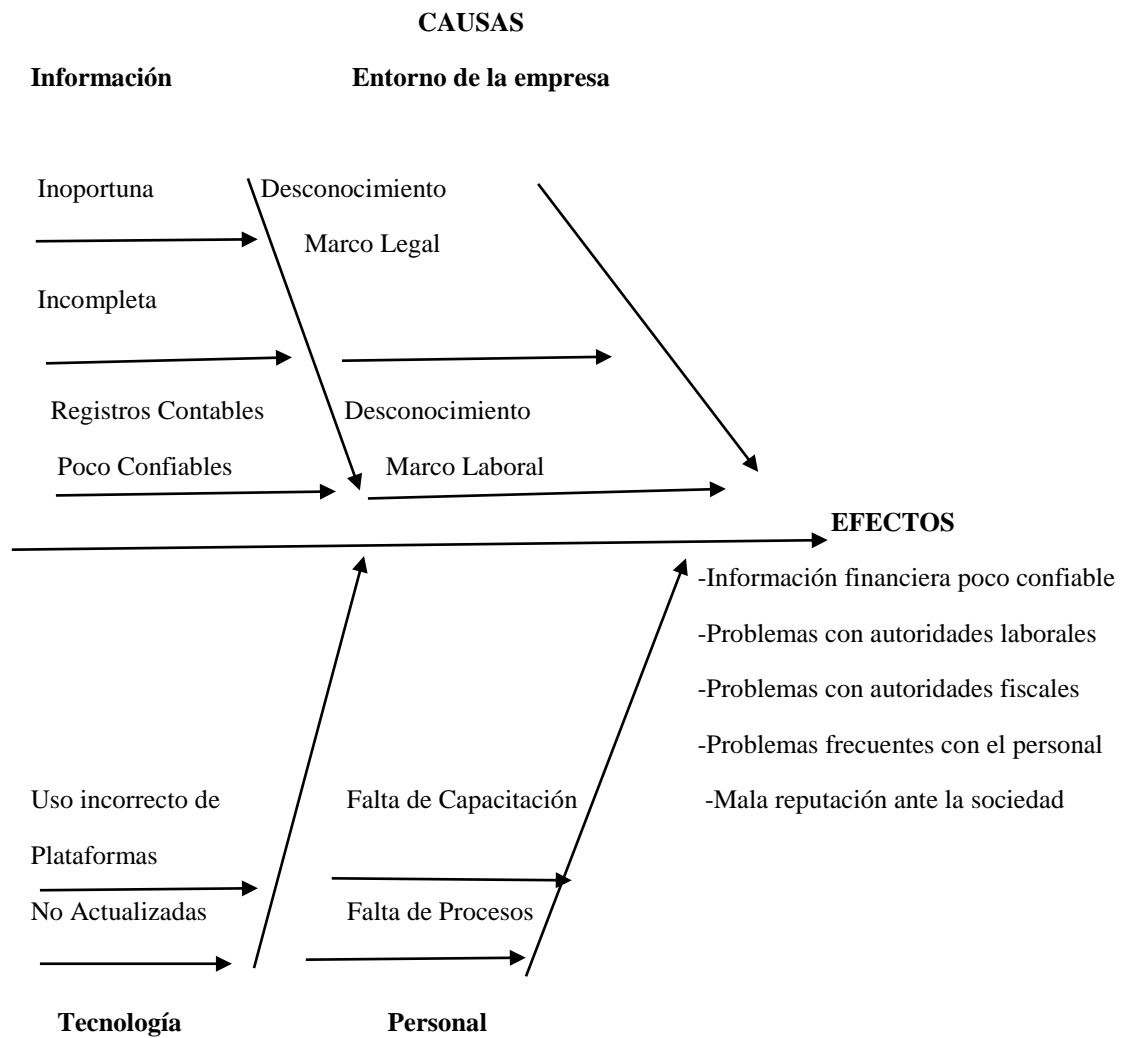 CAUSAS
Información
Entorno de la empresa
Inoportuna
Desconocimiento
Marco Legal
Incompleta
Registros Contables
Desconocimiento
Poco Confiables
Marco Laboral
EFECTOS
-Información financiera poco confiable
-Problemas con autoridades laborales
-Problemas con autoridades fiscales
-Problemas frecuentes con el personal
-Mala reputación ante la sociedad
Uso incorrecto de
Falta de Capacitación
Plataformas
No Actualizadas
Falta de Procesos
Tecnología
Personal